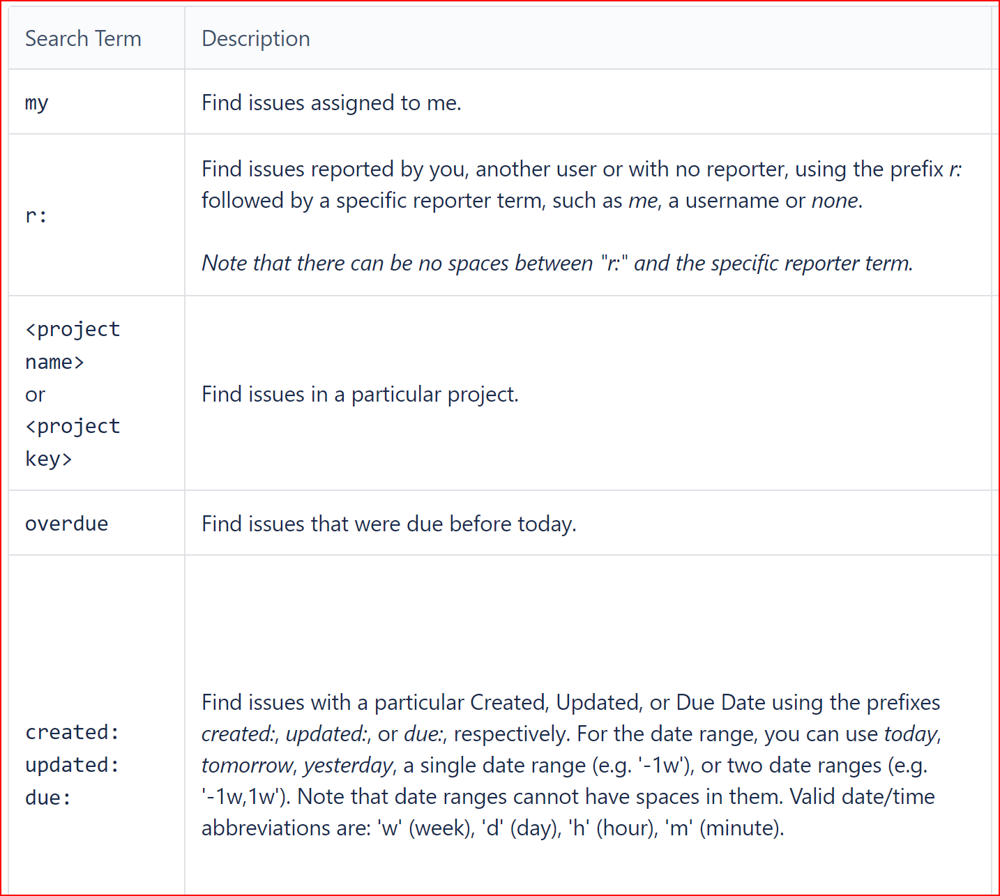 Search Term
Description
my
Find issues assigned to me.
r:
Find issues reported by you, another user or with no reporter, using the prefix r:
followed by a specific reporter term, such as me, a username or none.
Note that there can be no spaces between "r:" and the specific reporter term.
<project
name>
or
<project
key>
Find issues in a particular project.
overdue
Find issues that were due before today.
created:
updated:
due:
Find issues with a particular Created, Updated, or Due Date using the prefixes
created:, updated:, or due:, respectively. For the date range, you can use today,
tomorrow, yesterday, a single date range (e.g. '-1w'), or two date ranges (e.g.
'-1w,1w'). Note that date ranges cannot have spaces in them. Valid date/time
abbreviations are: 'w' (week), 'd' (day), 'h' (hour), 'm' (minute).